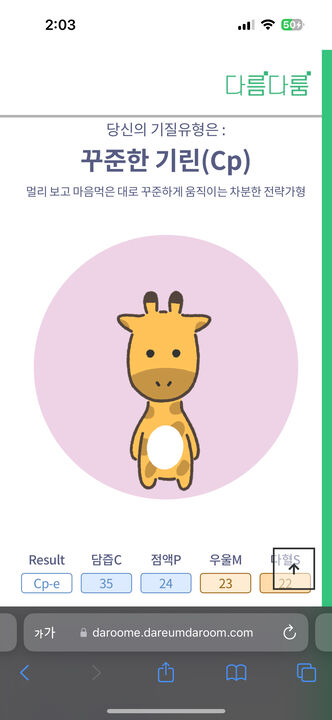 2:03
50
다름다름
당신의 기질유형은 :
꾸준한 기린(Cp)
멀리 보고 마음먹은 대로 꾸준하게 움직이는 차분한 전략가형
Result 담즙C 점액P 우울M 다혈S
Cp-e 35 24 23 22
가가 daroome.dareumdaroom.com